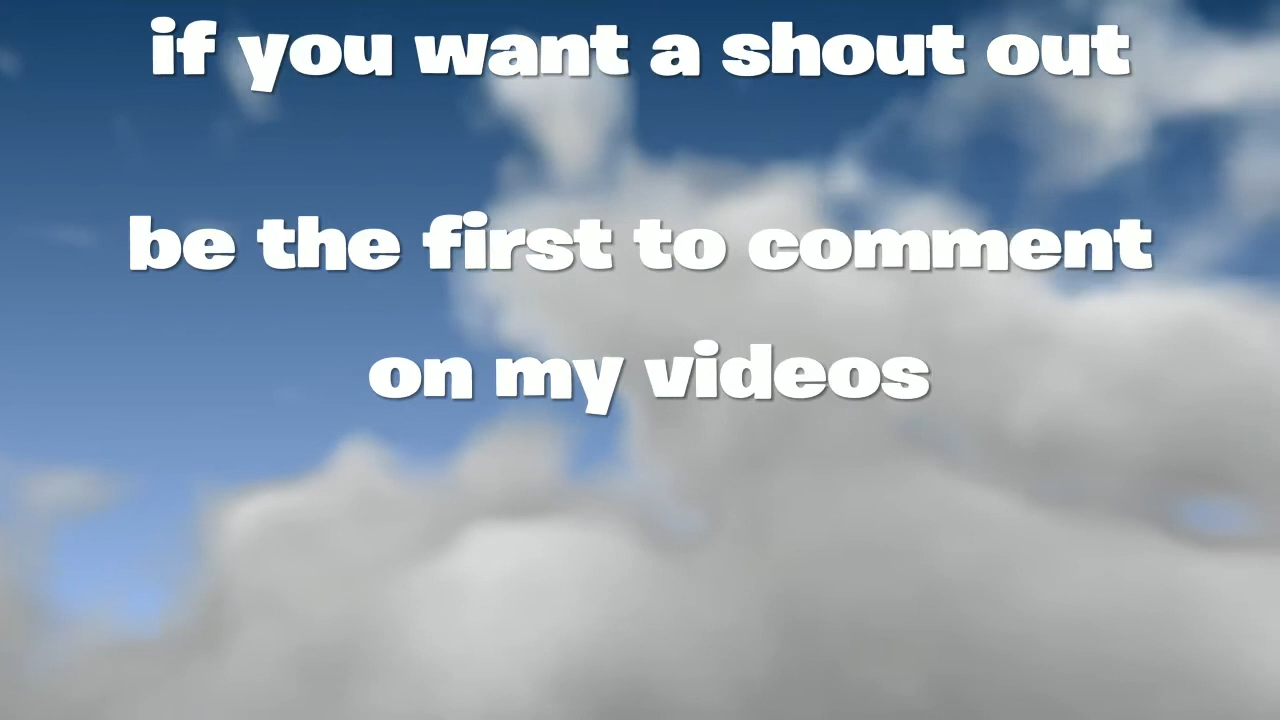 if you want a shout out
be the first to comment
on my videos